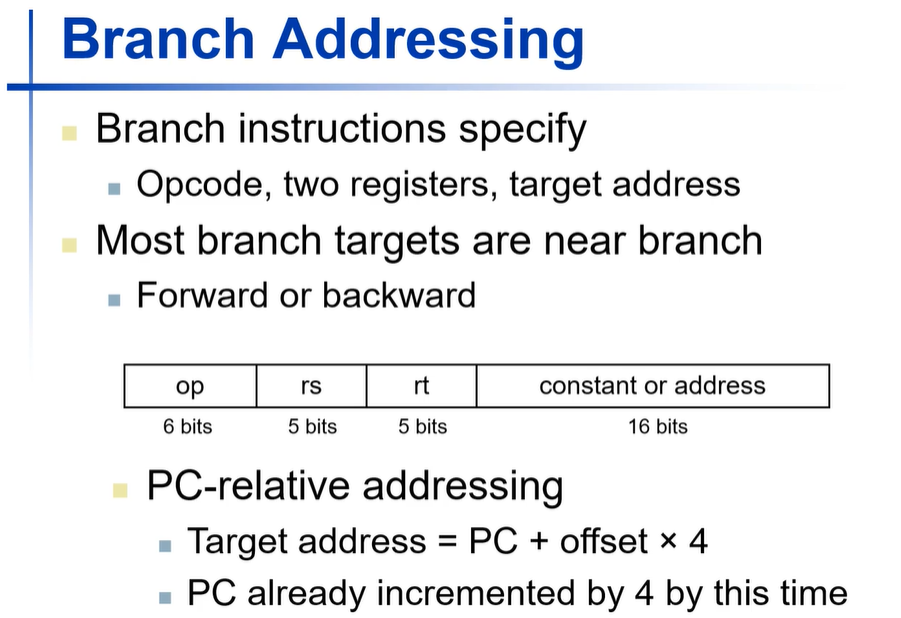 Branch Addressing
Branch instructions specify
Opcode, two registers, target address
Most branch targets are near branch
Forward or backward
op rs rt constant or address
6 bits 5 bits 5 bits 16 bits
PC-relative addressing
Target address = PC + offset × 4
PC already incremented by 4 by this time